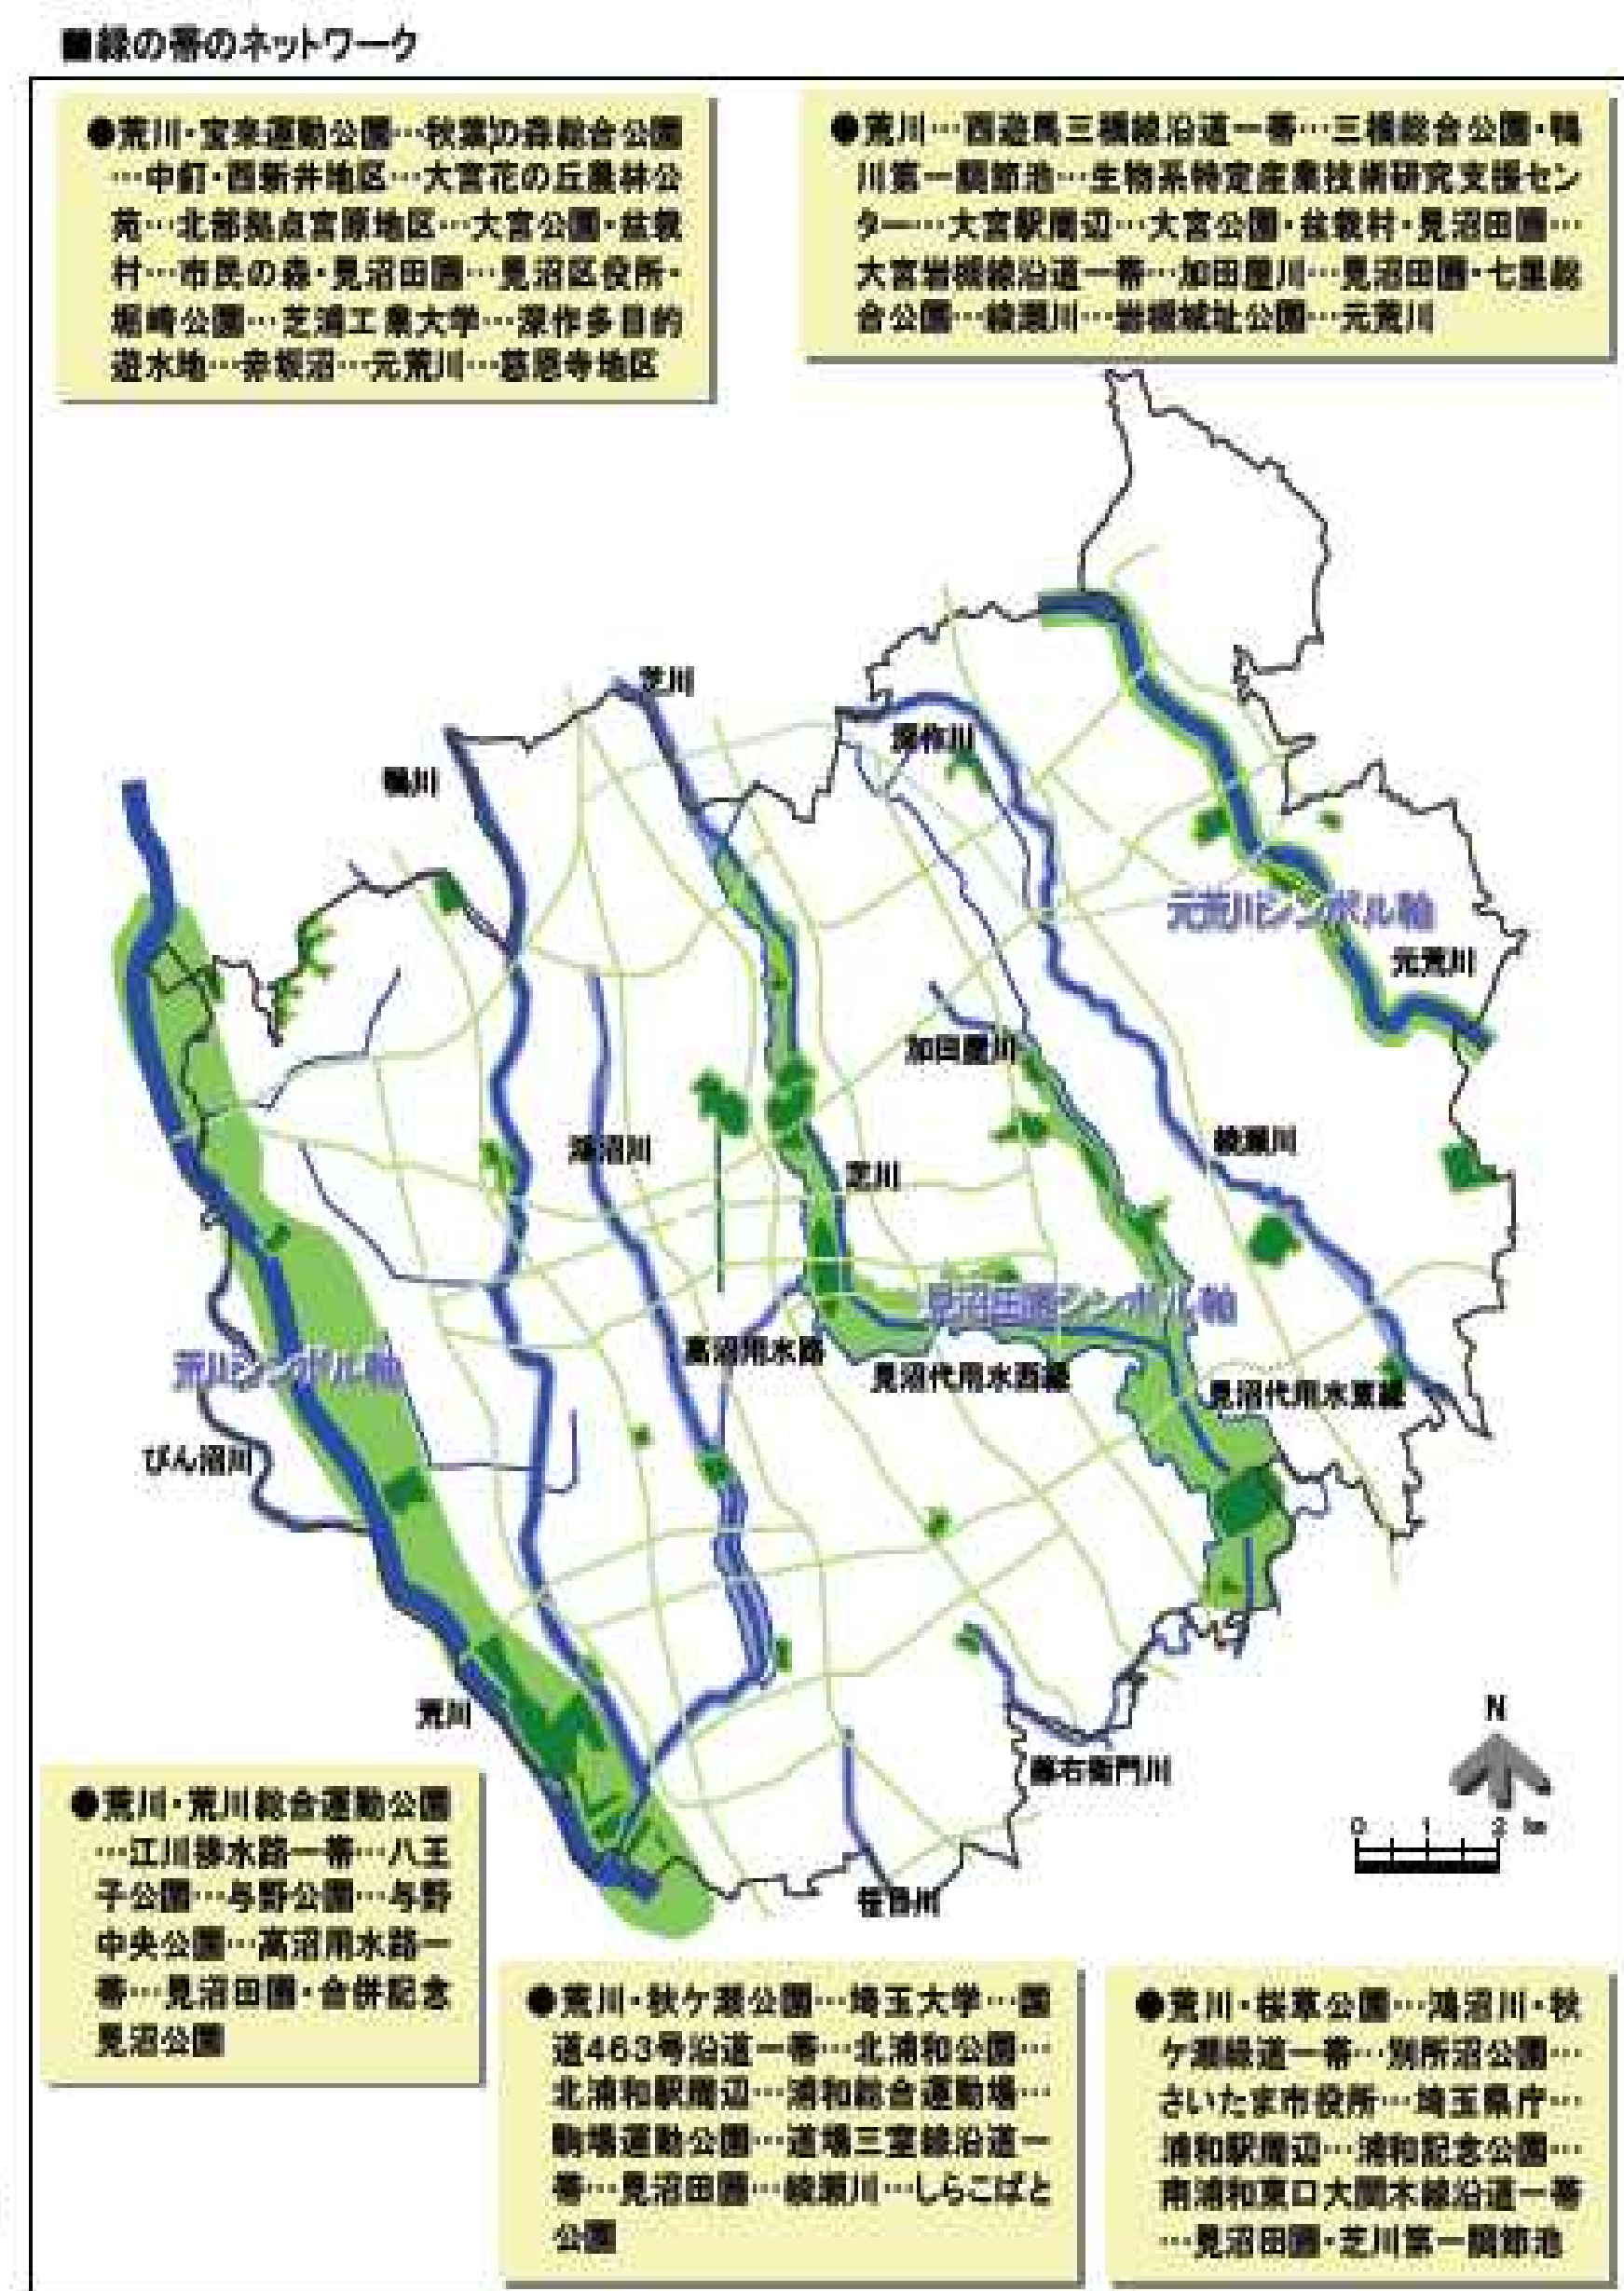 ■緑の帯のネットワーク
●荒川・宝来運動公園…秋葉の森総合公園
…中釘・西新井地区…大宮花の丘農林公
苑…北部拠点宮原地区…大宮公園・盆栽
村…市民の森・見沼田圃…見沼区役所・
堀崎公園…芝浦工業大学…深作多目的
遊水地…赤坂沼…元荒川…慈恩寺地区
●荒川…西遊馬三橋線沿道一帯…三橋総合公園・鴨
川第一調節池…生物系特定産業技術研究支援セン
ター…大宮駅周辺…大宮公園・盆栽村・見沼田圃…
大宮岩槻線沿道一帯…加田屋川…見沼田圃・七里総
合公園…綾瀬川…岩槻城址公園…元荒川
芝川
深作川
鴨川
元荒川シンボル軸
元荒川
加田屋川
鴻沼川
綾瀬川
芝川
見沼田圃シンボル軸
高沼用水路
荒川シンボル軸
見沼代用水西縁
見沼代用水東縁
びん沼川
荒川
藤右衛門川
笹目川
N
0 1 2 km
●荒川・荒川総合運動公園
…江川排水路一帯…八王
子公園…与野公園…与野
中央公園…高沼用水路一
帯…見沼田圃・合併記念
見沼公園
●荒川・秋ケ瀬公園…埼玉大学…国
道463号沿道一帯…北浦和公園…
北浦和駅周辺…浦和総合運動場…
駒場運動公園…道場三室線沿道一
帯…見沼田圃…綾瀬川…しらこばと
公園
●荒川・桜草公園…鴻沼川・秋
ケ瀬緑道一帯…別所沼公園…
さいたま市役所…埼玉県庁…
浦和駅周辺…浦和記念公園…
南浦和東口大間木線沿道一帯
…見沼田圃・芝川第一調節池